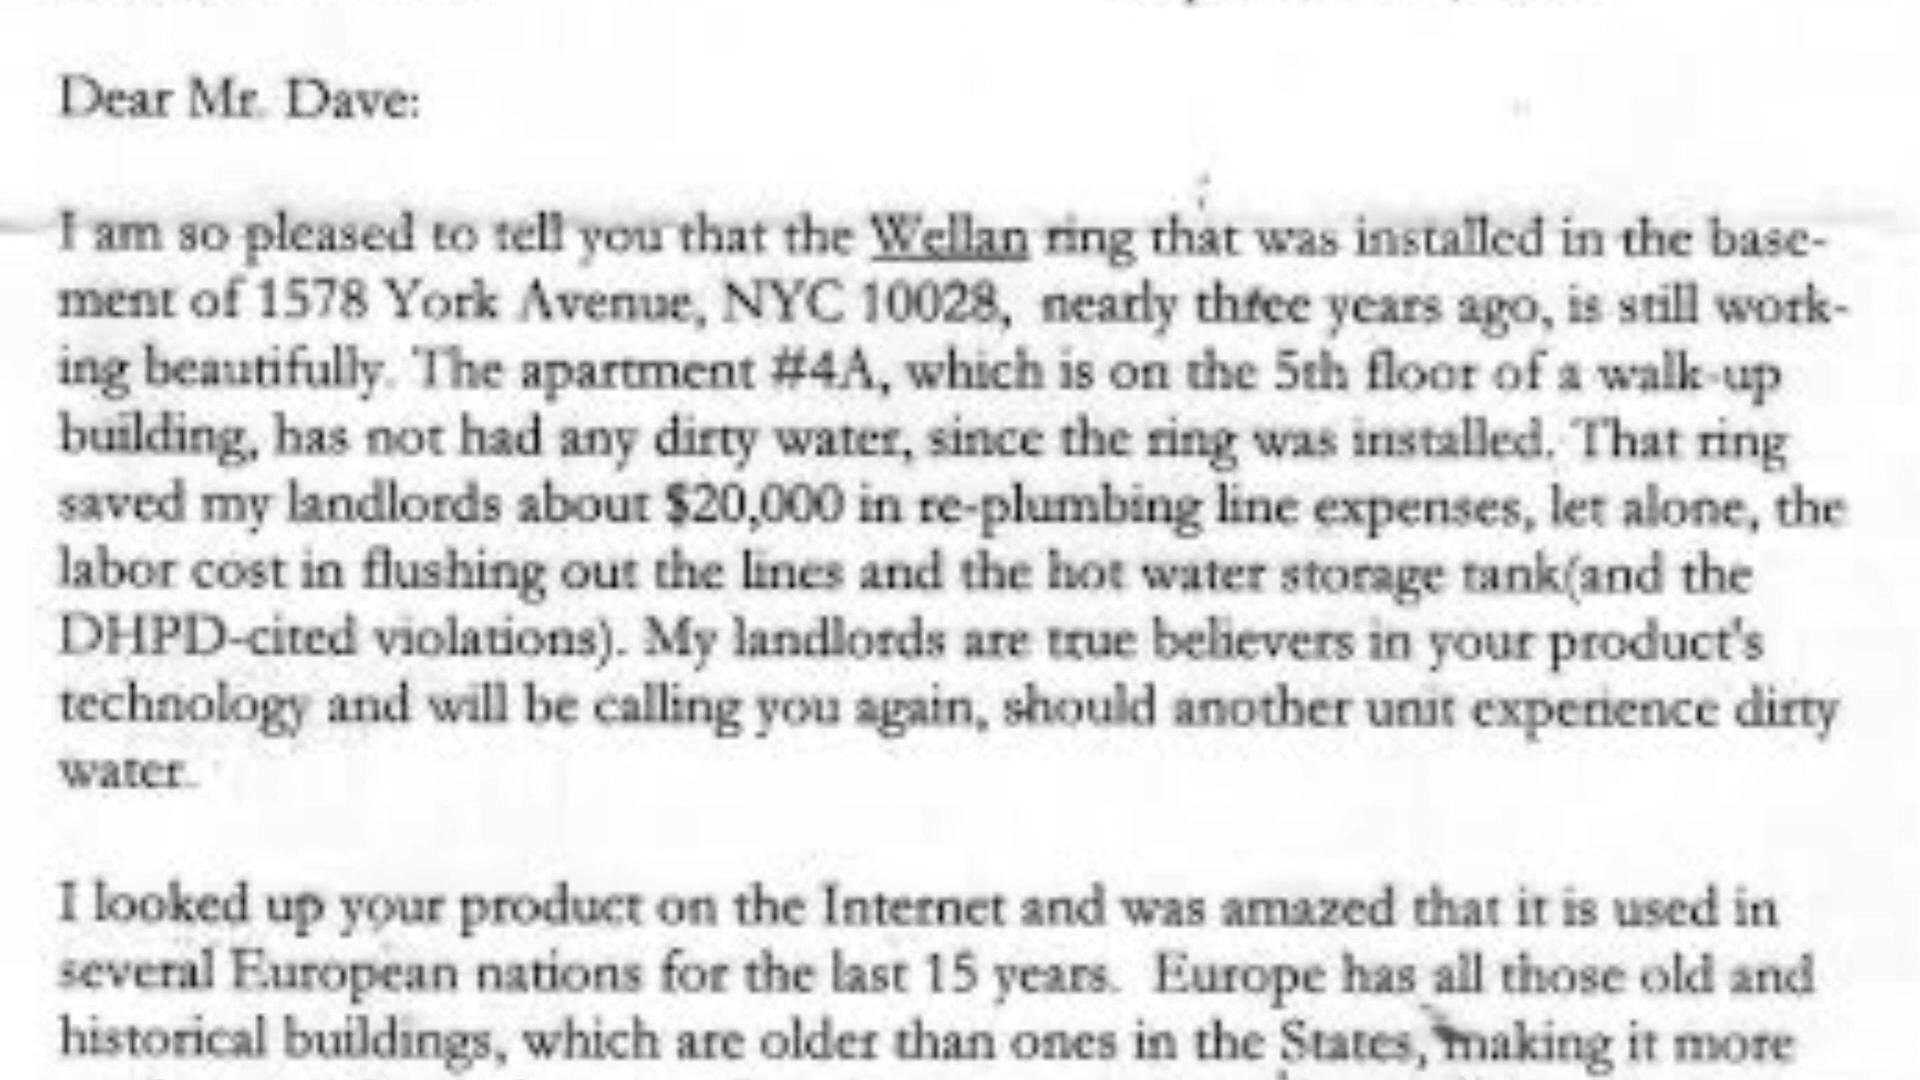 Dear Mr. Dave:
I am so pleased to tell you that the Wellan ring that was installed in the base-
ment of 1578 York Avenue, NYC 10028, nearly three years ago, is still work-
ing beautifully. The apartment #4A, which is on the 5th floor of a walk-up
building, has not had any dirty water, since the ring was installed. That ring
saved my landlords about $20,000 in re-plumbing line expenses, let alone, the
labor cost in flushing out the lines and the hot water storage tank(and the
DHPD-cited violations). My landlords are true believers in your product's
technology and will be calling you again, should another unit experience dirty
water.
I looked up your product on the Internet and was amazed that it is used in
several European nations for the last 15 years. Europe has all those old and
historical buildings, which are older than ones in the States, making it more